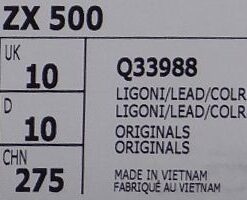 ZX 500
UK
10
D
10
CHN
275
Q33988
LIGONI/LEAD/COLR
LIGONI/LEAD/COLR
ORIGINALS
ORIGINALS
MADE IN VIETNAM
FABRIQUÉ AU VIETNAM